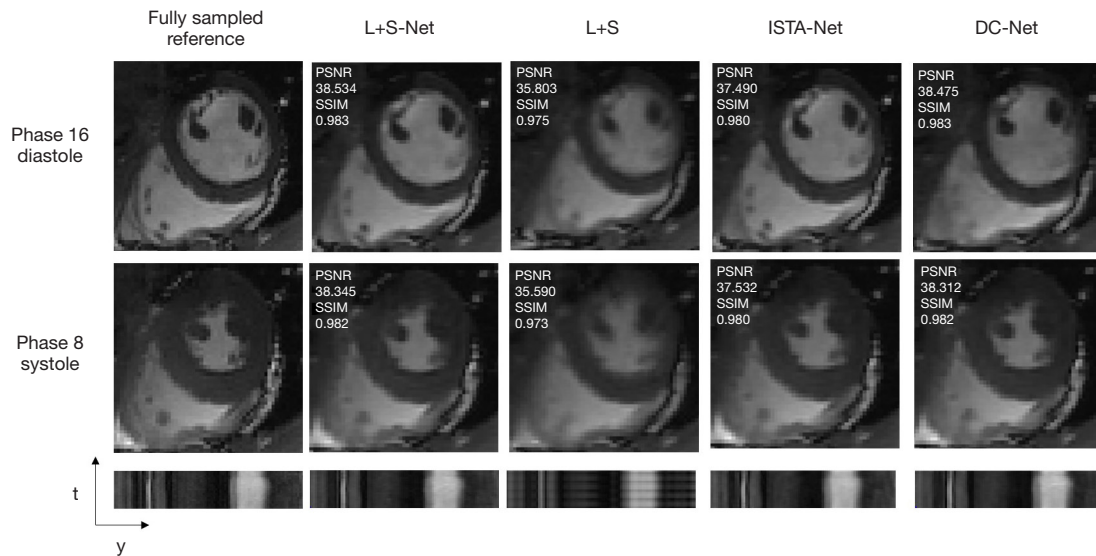 Fully sampled
reference
L+S-Net
L+S
ISTA-Net
DC-Net
Phase 16
diastole
PSNR
38.534
SSIM
0.983
PSNR
35.803
SSIM
0.975
PSNR
37.490
SSIM
0.980
PSNR
38.475
SSIM
0.983
Phase 8
systole
PSNR
38.345
SSIM
0.982
PSNR
35.590
SSIM
0.973
PSNR
37.532
SSIM
0.980
PSNR
38.312
SSIM
0.982
t
y